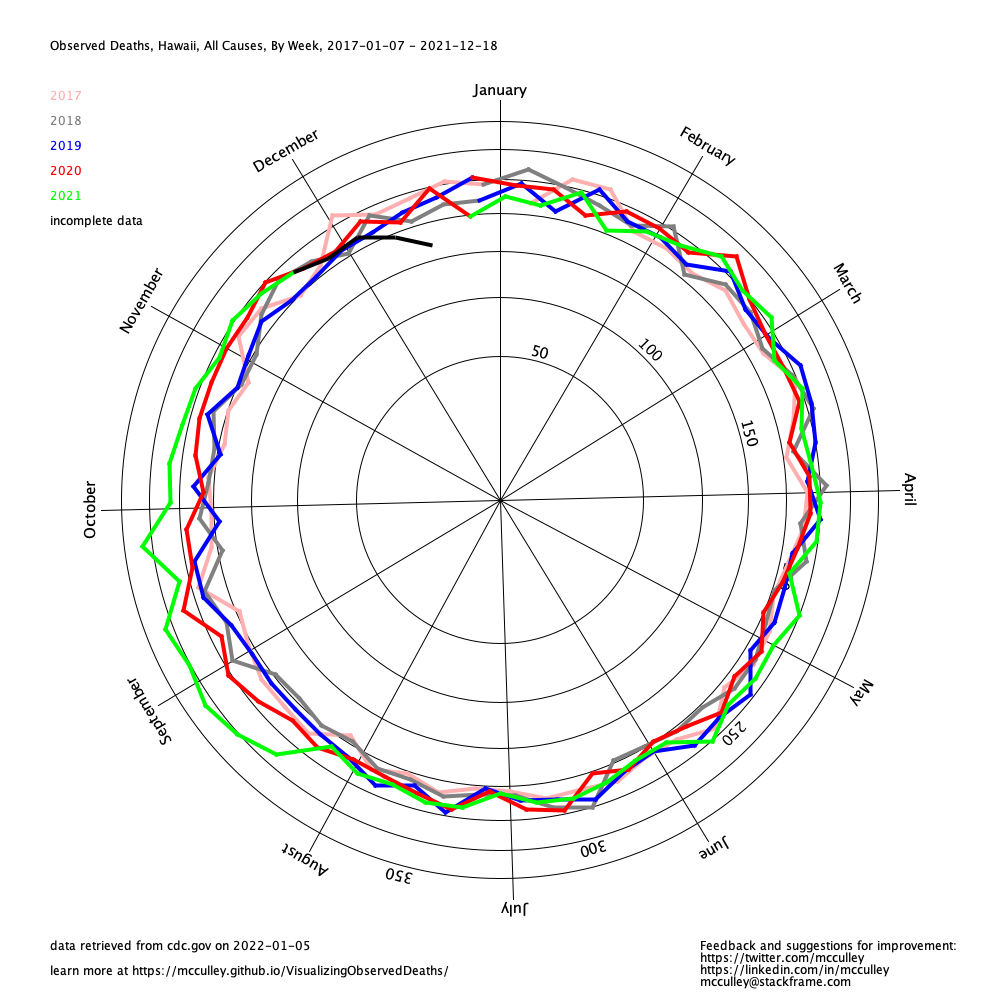 Observed Deaths, Hawaii, All Causes, By Week, 2017-01-07 - 2021-12-18
January
2017
2018
2019
2020
2021
incomplete data
February
March
April
May
June
July
August
September
October
November
December
50
100
150
250
300
350
data retrieved from cdc.gov on 2022-01-05
learn more at https://mcculley.github.io/VisualizingObservedDeaths/
Feedback and suggestions for improvement:
https://twitter.com/mcculley
https://linkedin.com/in/mcculley
mcculley@stackframe.com